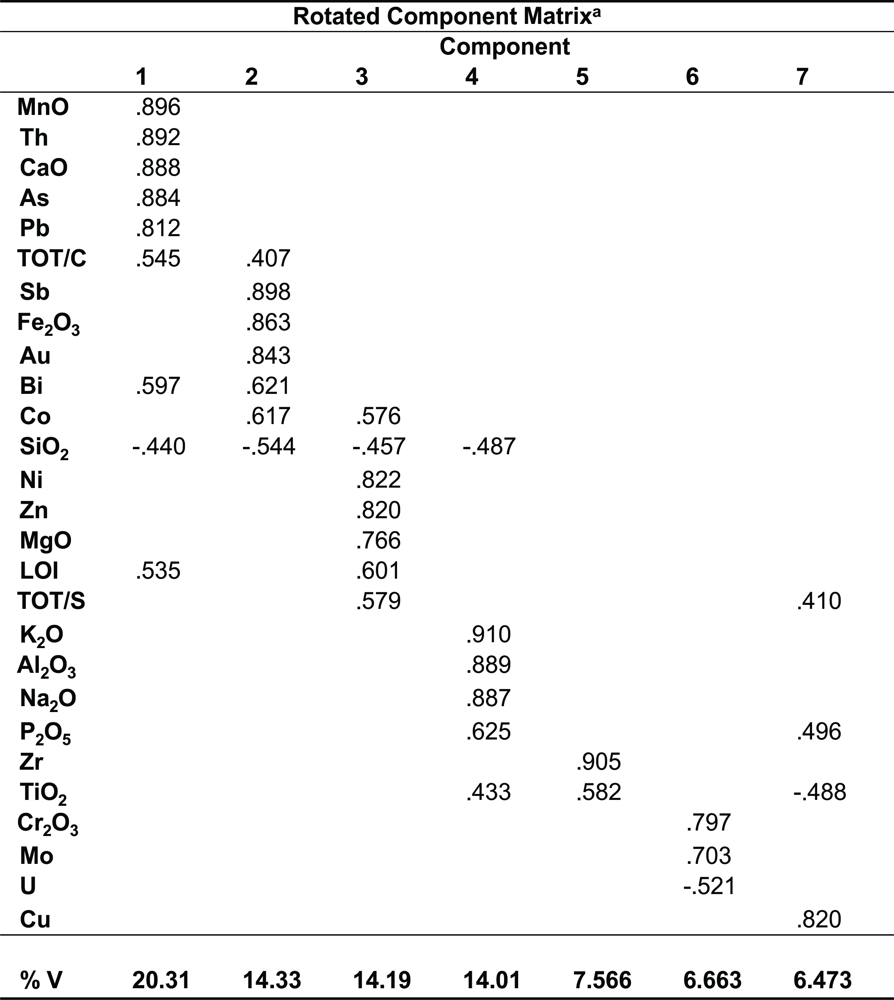 Rotated Component Matrixᵃ
Component
1 2 3 4 5 6 7
MnO .896
Th .892
CaO .888
As .884
Pb .812
TOT/C .545 .407
Sb .898
Fe₂O₃ .863
Au .843
Bi .597 .621
Co .617 .576
SiO₂ -.440 -.544 -.457 -.487
Ni .822
Zn .820
MgO .766
LOI .535 .601
TOT/S .579 .410
K₂O .910
Al₂O₃ .889
Na₂O .887
P₂O₅ .625 .496
Zr .905
TiO₂ .433 .582 -.488
Cr₂O₃ .797
Mo .703
U -.521
Cu .820
% V 20.31 14.33 14.19 14.01 7.566 6.663 6.473